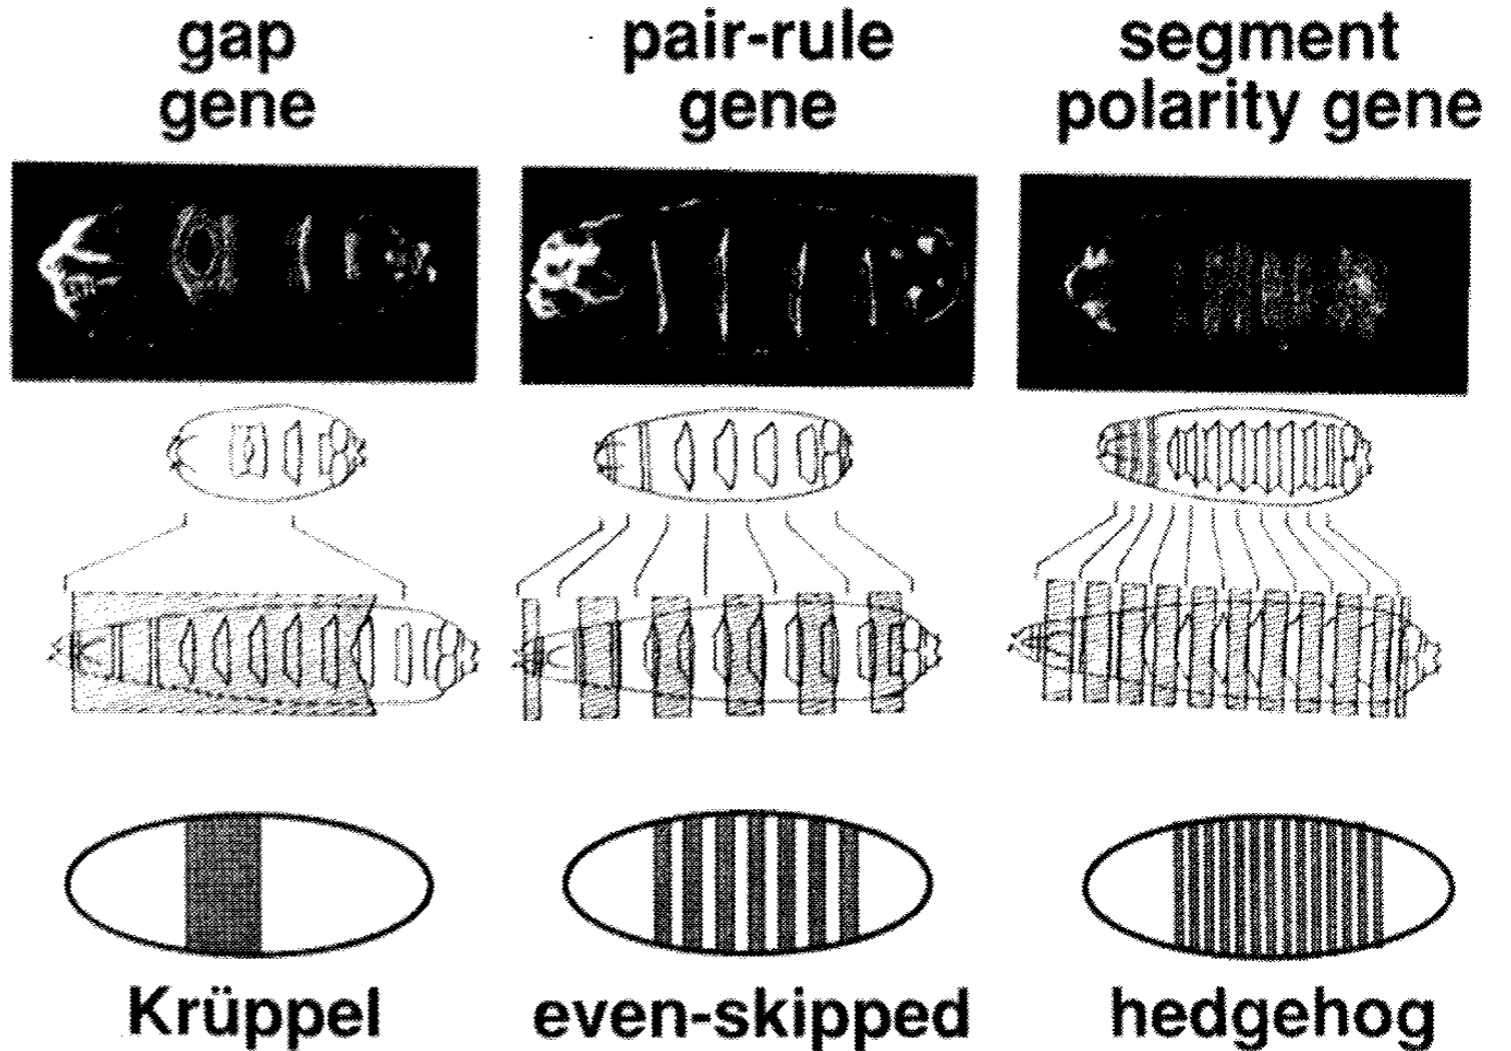 gap
gene
pair-rule
gene
segment
polarity gene
Krüppel
even-skipped
hedgehog